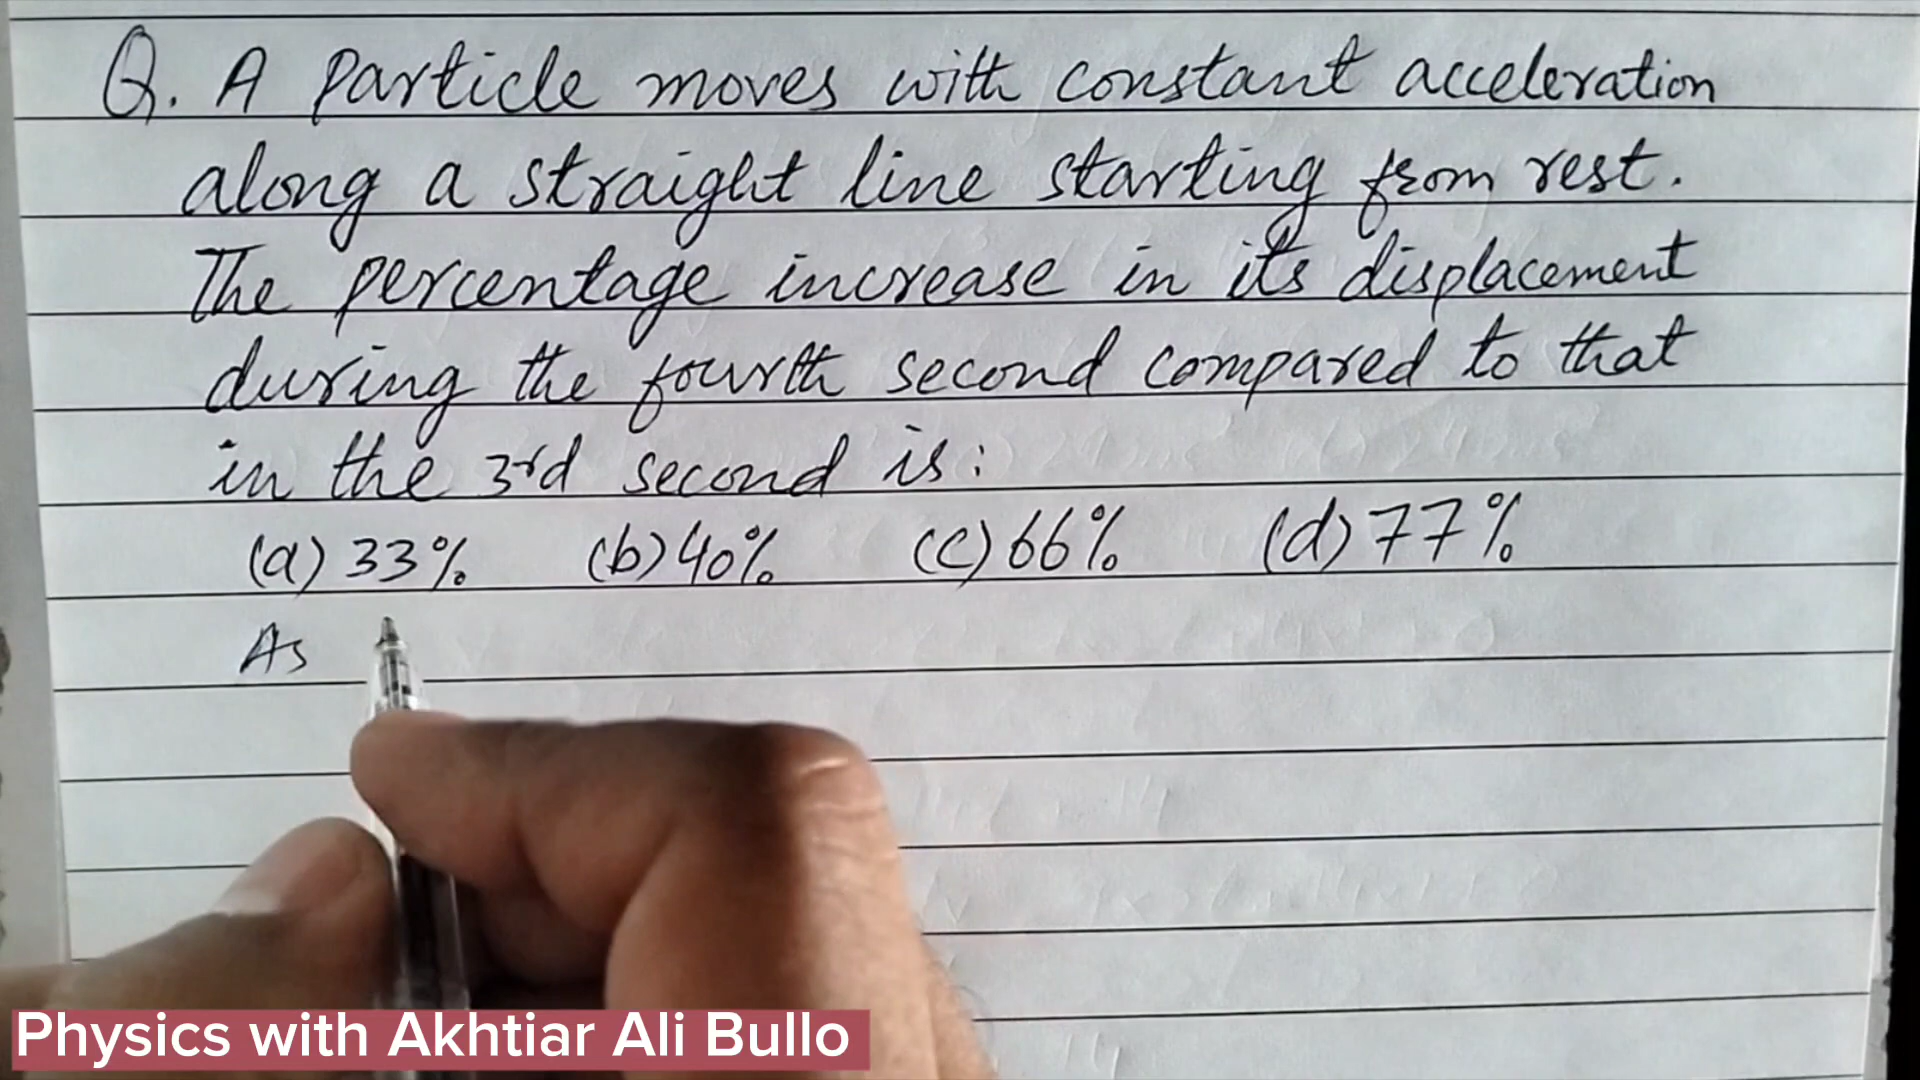 Q. A particle moves with constant acceleration
along a straight line starting from rest.
The percentage increase in its displacement
during the fourth second compared to that
in the 3rd second is:
(a) 33% (b) 40% (c) 66% (d) 77%
As
Physics with Akhtiar Ali Bullo